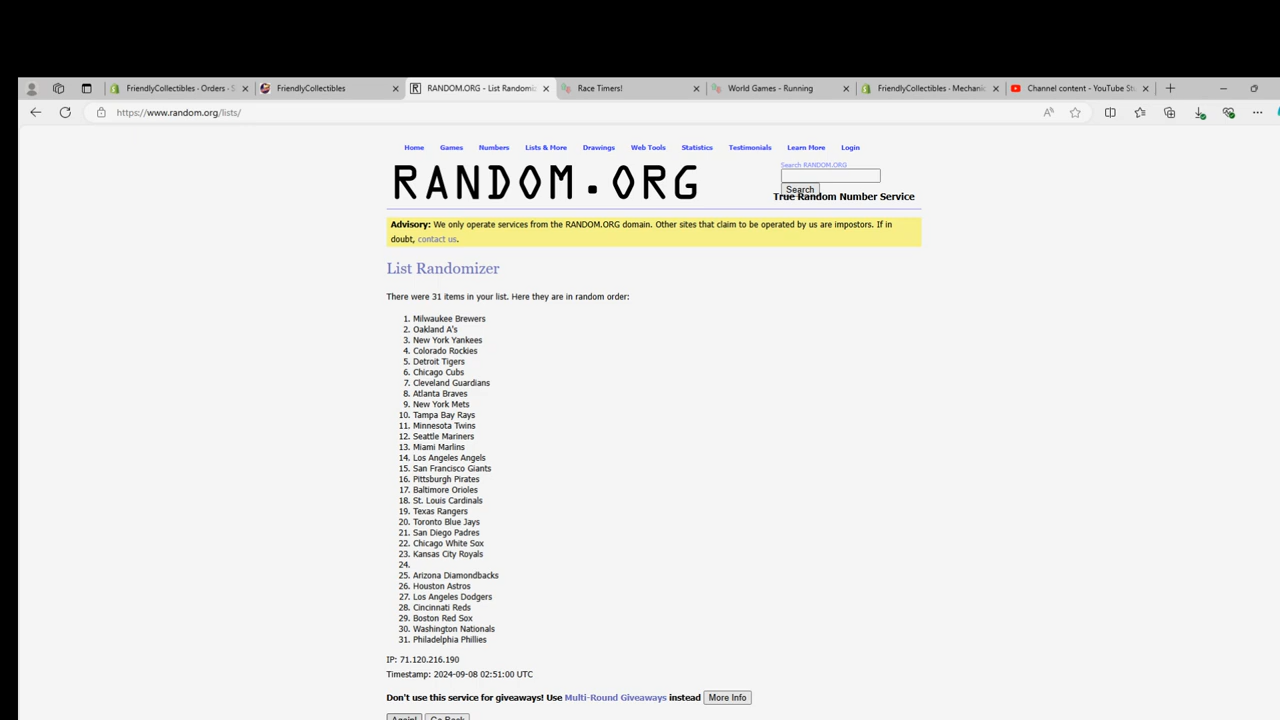 FriendlyCollectibles - Orders - S
FriendlyCollectibles
RANDOM.ORG - List Randomiz
Race Timers!
World Games - Running
FriendlyCollectibles - Mechanic
Channel content - YouTube St
https://www.random.org/lists/
Home Games Numbers Lists & More Drawings Web Tools Statistics Testimonials Learn More Login
Search RANDOM.ORG
RANDOM.ORG
Search
True Random Number Service
Advisory: We only operate services from the RANDOM.ORG domain. Other sites that claim to be operated by us are impostors. If in
doubt, contact us.
List Randomizer
There were 31 items in your list. Here they are in random order:
1. Milwaukee Brewers
2. Oakland A's
3. New York Yankees
4. Colorado Rockies
5. Detroit Tigers
6. Chicago Cubs
7. Cleveland Guardians
8. Atlanta Braves
9. New York Mets
10. Tampa Bay Rays
11. Minnesota Twins
12. Seattle Mariners
13. Miami Marlins
14. Los Angeles Angels
15. San Francisco Giants
16. Pittsburgh Pirates
17. Baltimore Orioles
18. St. Louis Cardinals
19. Texas Rangers
20. Toronto Blue Jays
21. San Diego Padres
22. Chicago White Sox
23. Kansas City Royals
24.
25. Arizona Diamondbacks
26. Houston Astros
27. Los Angeles Dodgers
28. Cincinnati Reds
29. Boston Red Sox
30. Washington Nationals
31. Philadelphia Phillies
IP: 71.120.216.190
Timestamp: 2024-09-08 02:51:00 UTC
Don't use this service for giveaways! Use Multi-Round Giveaways instead More Info
Again! Go Back